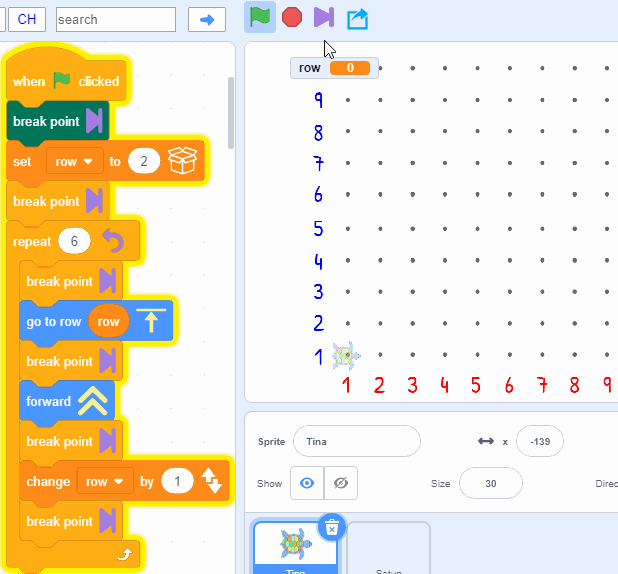 CH
search
when clicked
break point
set row to 2
break point
repeat 6
break point
go to row row
break point
forward
break point
change row by 1
break point
row 0
9
8
7
6
5
4
3
2
1
1 2 3 4 5 6 7 8 9
Sprite Tina x -139
Show Size 30 Direc
Tina